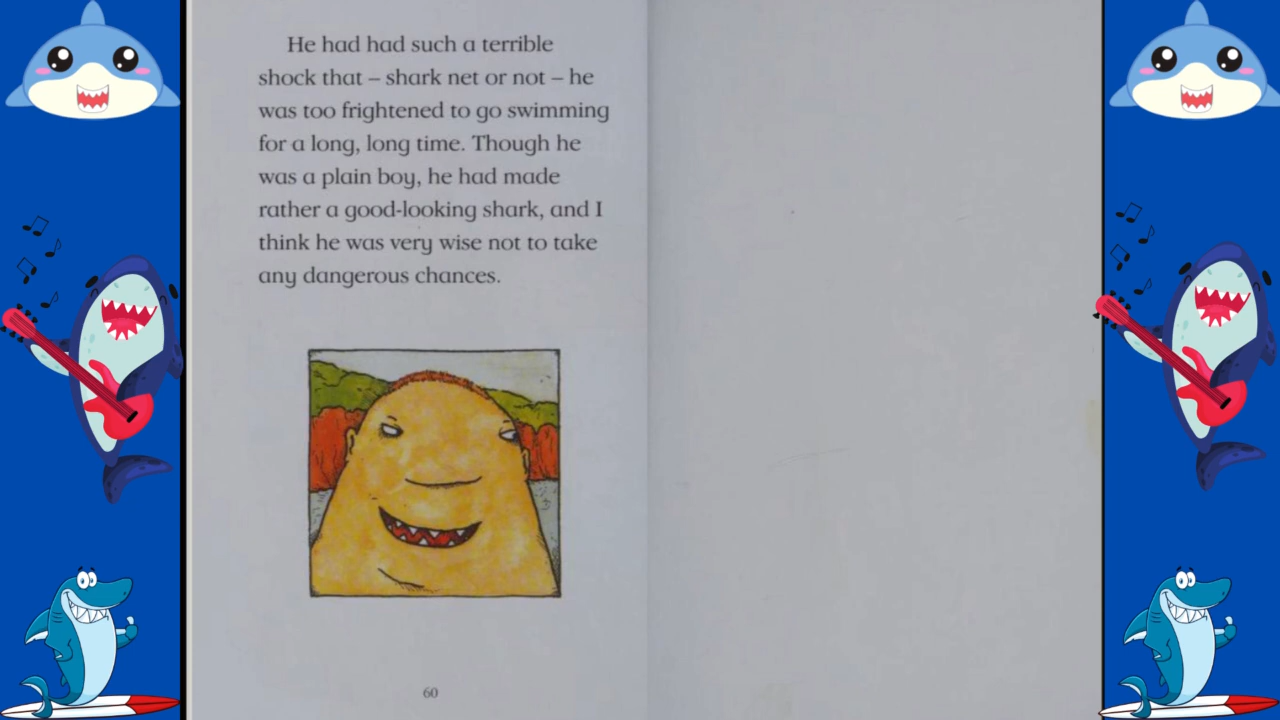 He had had such a terrible
shock that – shark net or not – he
was too frightened to go swimming
for a long, long time. Though he
was a plain boy, he had made
rather a good-looking shark, and I
think he was very wise not to take
any dangerous chances.
60